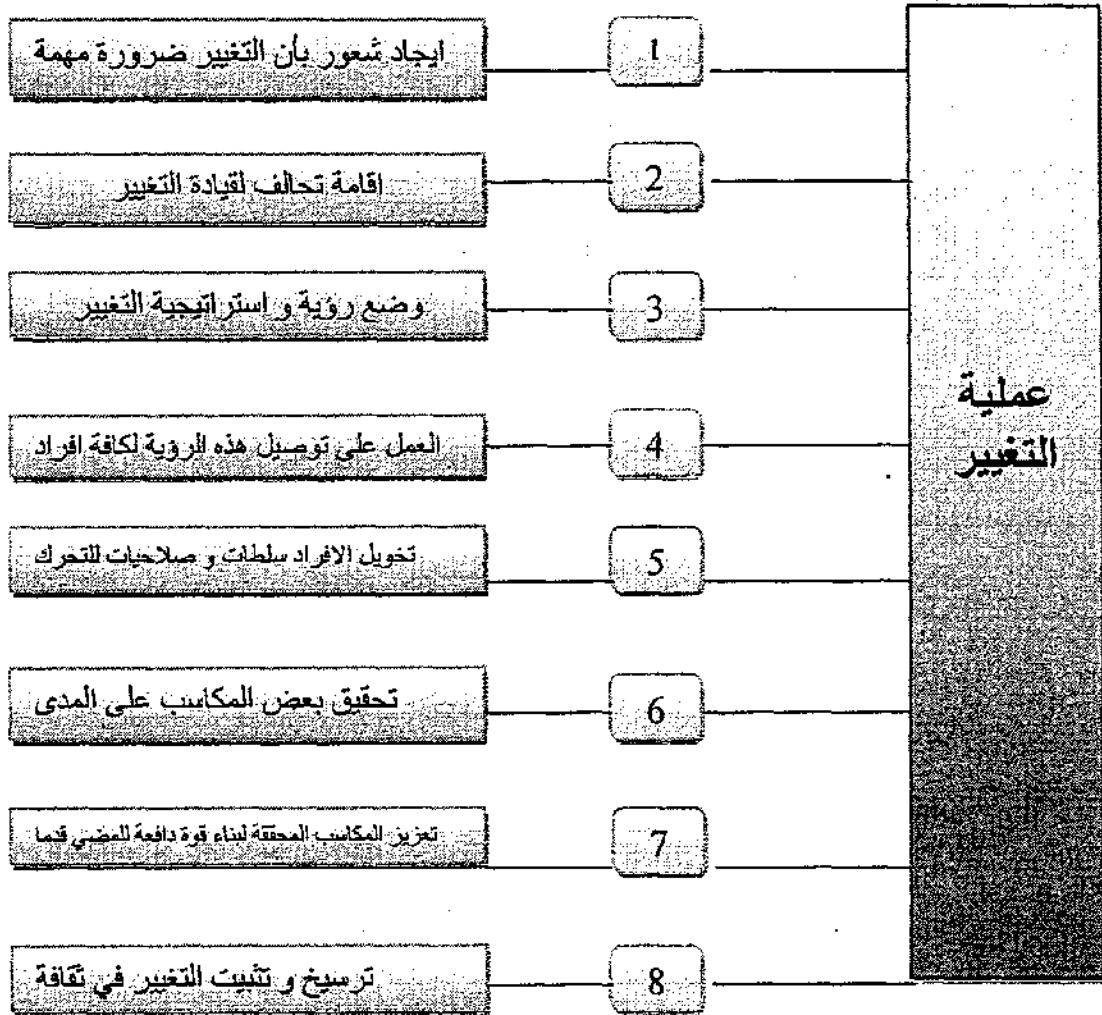 ايجاد شعور بأن التغيير ضرورة مهمة
1
اقامة تحالف لقيادة التغيير
2
وضع رؤية و استراتيجية التغيير
3
عملية
التغيير
العمل على توصيل هذه الرؤية لكافة افراد
4
تخويل الافراد سلطات و صلاحيات للتحرك
5
تحقيق بعض المكاسب على المدى
6
تعزيز المكاسب المحققة لبناء قوة دافعة للمضي قدما
7
ترسيخ و تثبيت التغيير في ثقافة
8